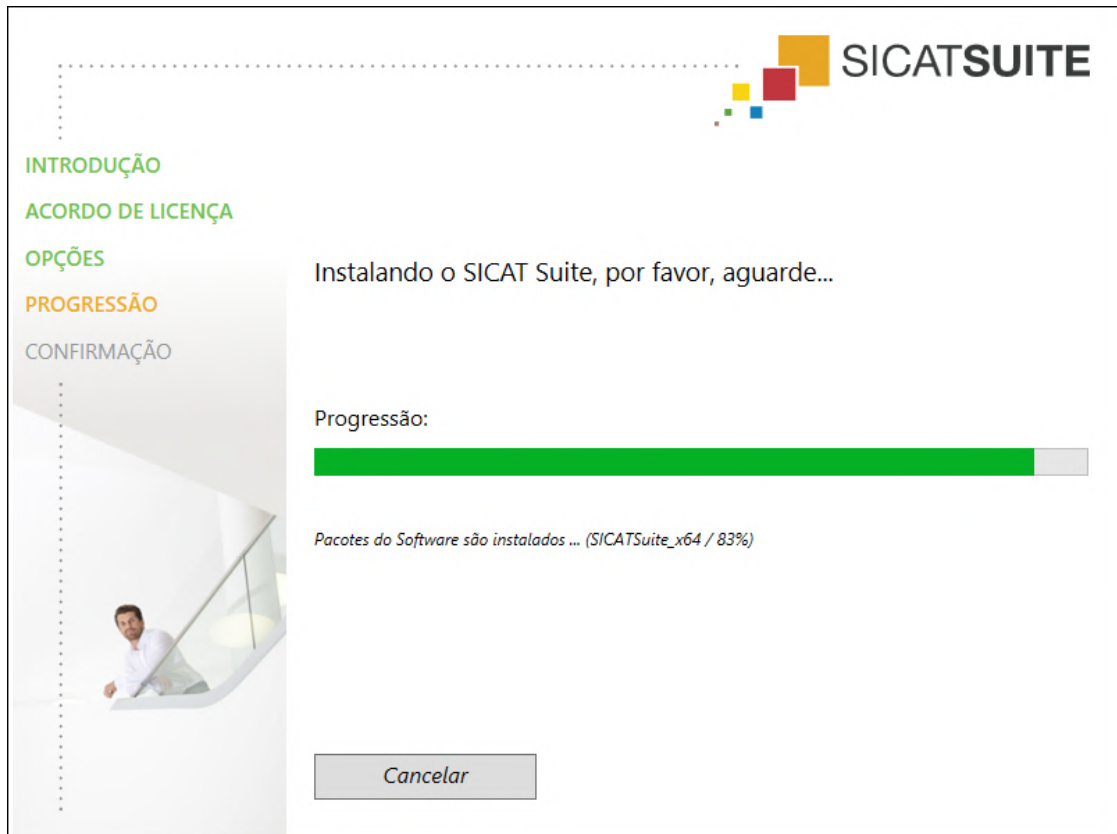 SICATSUITE
INTRODUÇÃO
ACORDO DE LICENÇA
OPÇÕES
PROGRESSÃO
CONFIRMAÇÃO
Instalando o SICAT Suite, por favor, aguarde...
Progressão:
Pacotes do Software são instalados ... (SICATSuite_x64 / 83%)
Cancelar